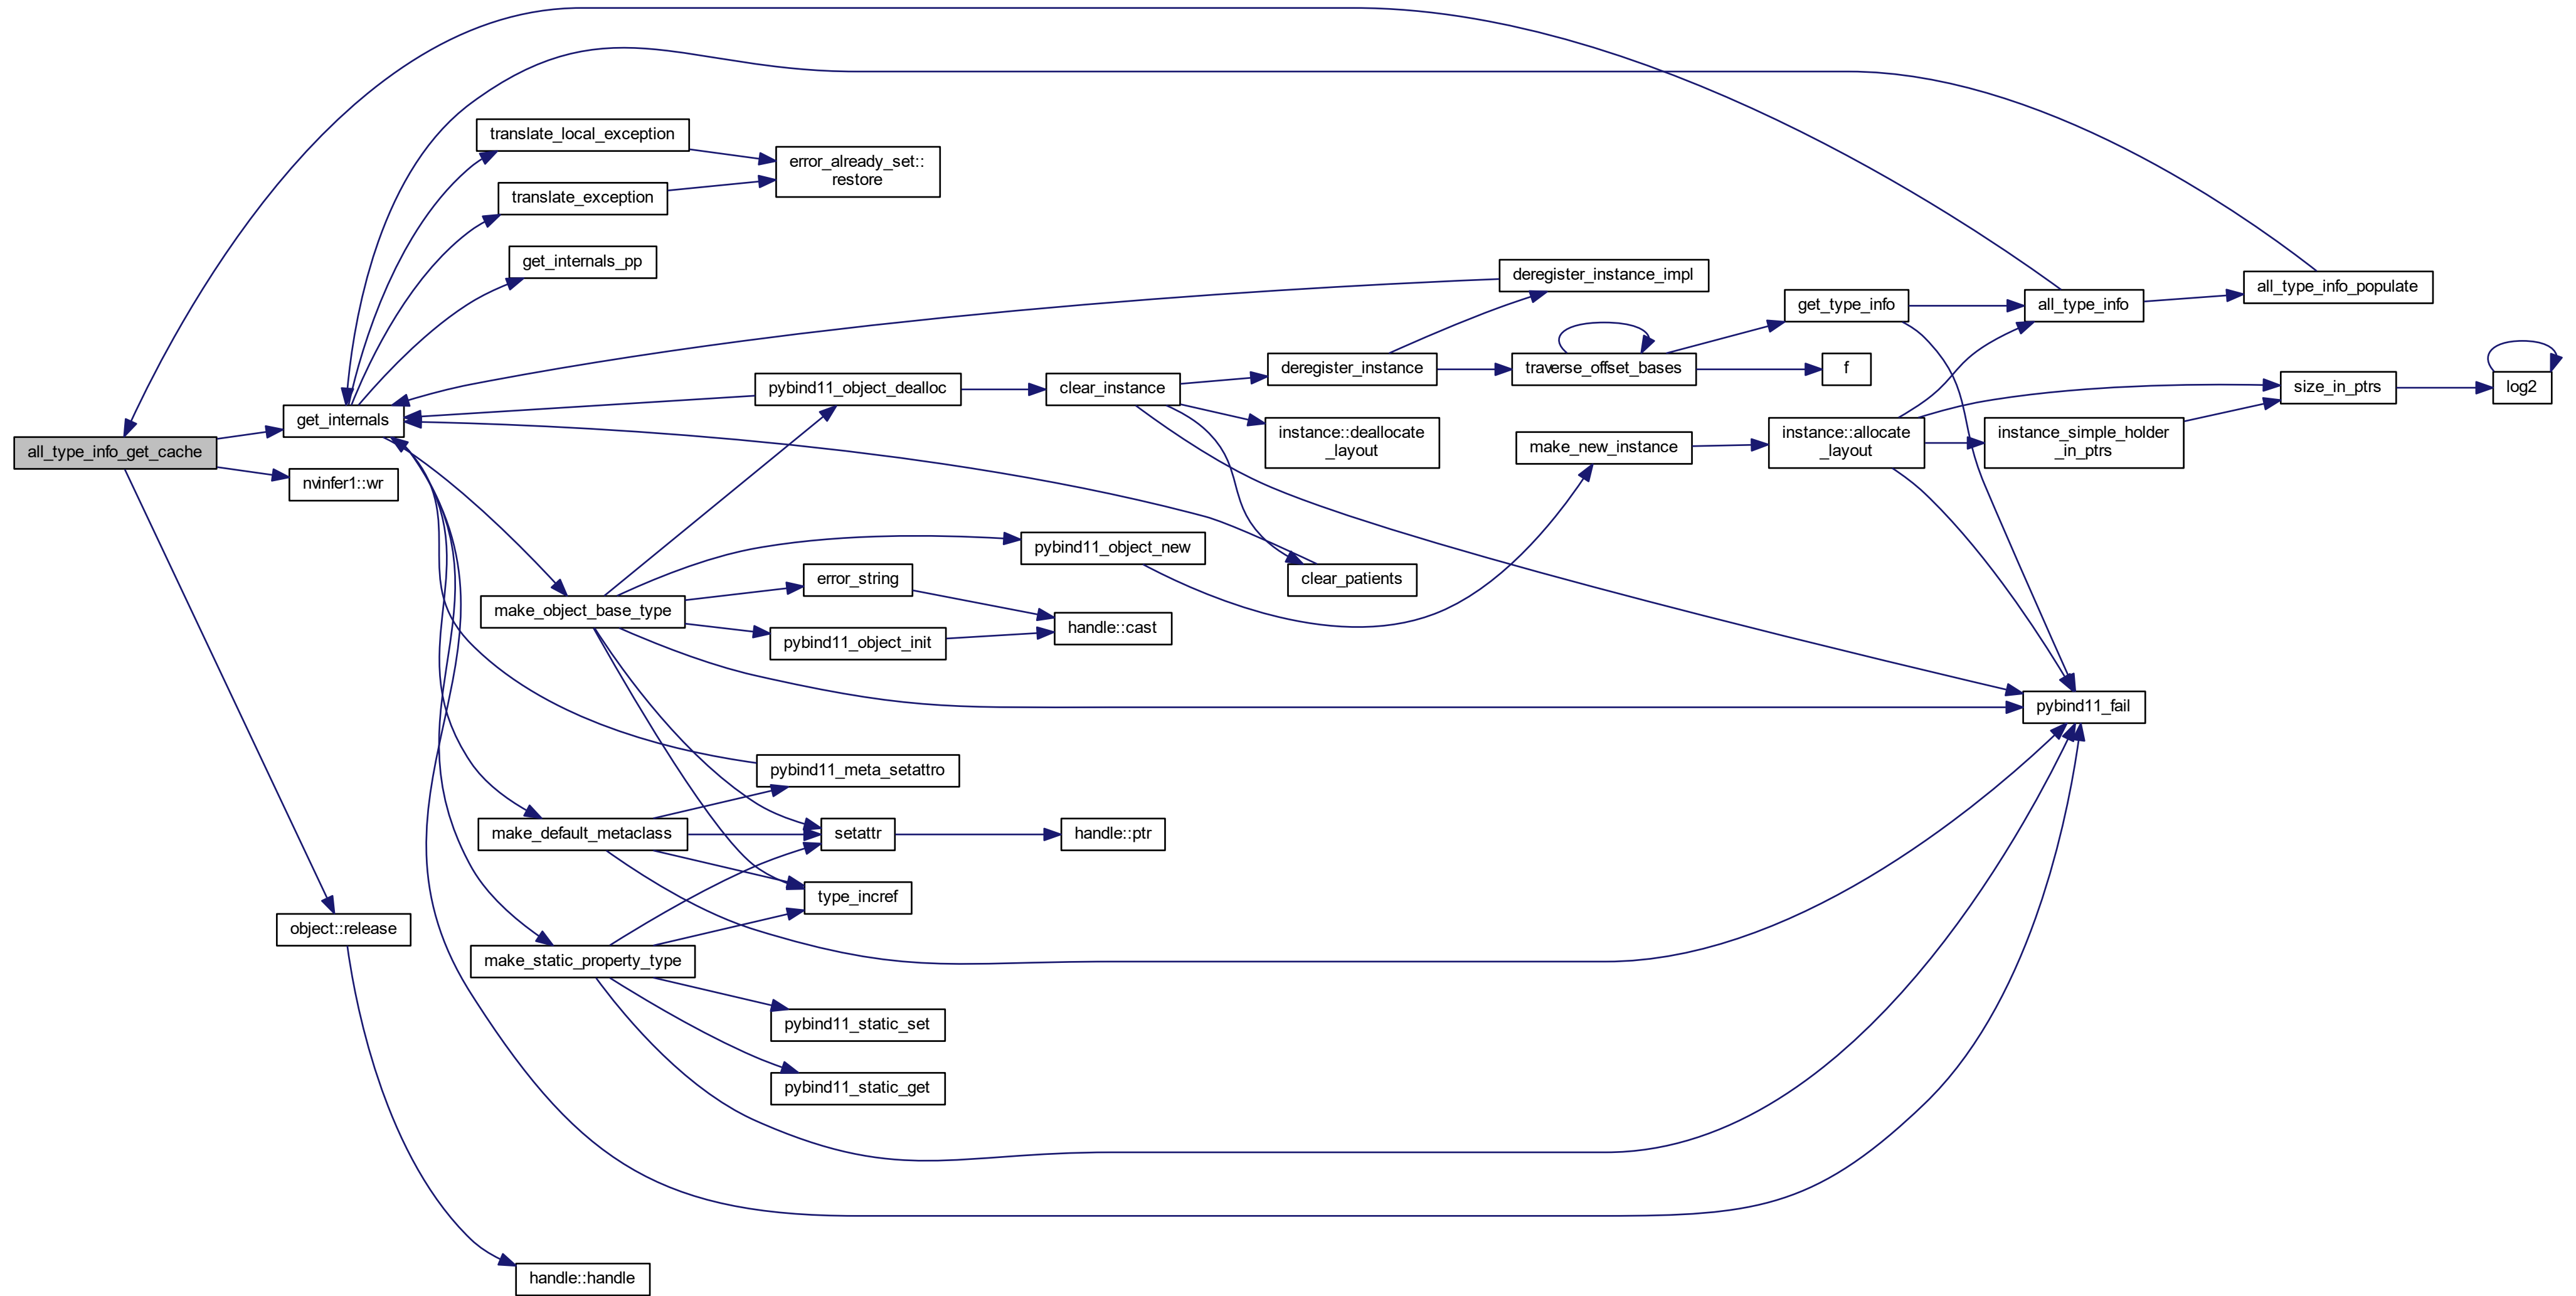 translate_local_exception
error_already_set::
restore
translate_exception
get_internals_pp
deregister_instance_impl
get_type_info
all_type_info
all_type_info_populate
pybind11_object_dealloc
clear_instance
deregister_instance
traverse_offset_bases
f
size_in_ptrs
log2
get_internals
all_type_info_get_cache
nvinfer1::wr
instance::deallocate
_layout
make_new_instance
instance::allocate
_layout
instance_simple_holder
_in_ptrs
pybind11_object_new
error_string
clear_patients
make_object_base_type
pybind11_object_init
handle::cast
pybind11_fail
pybind11_meta_setattro
make_default_metaclass
setattr
handle::ptr
type_incref
object::release
make_static_property_type
pybind11_static_set
pybind11_static_get
handle::handle